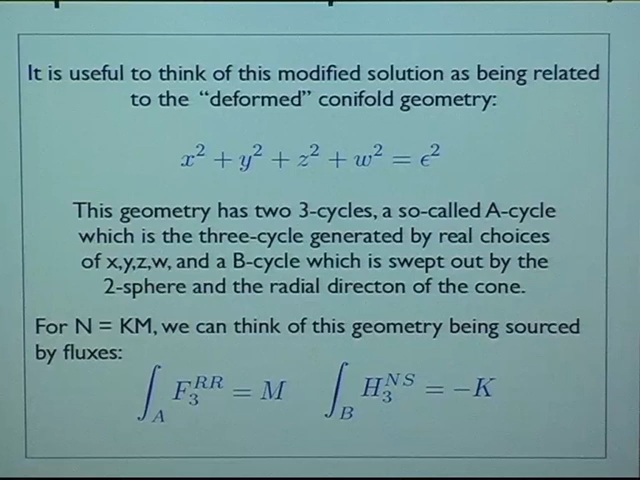 It is useful to think of this modified solution as being related
to the “deformed” conifold geometry:
x² + y² + z² + w² = ϵ²
This geometry has two 3-cycles, a so-called A-cycle
which is the three-cycle generated by real choices
of x,y,z,w, and a B-cycle which is swept out by the
2-sphere and the radial directon of the cone.
For N = KM, we can think of this geometry being sourced
by fluxes:
∫_A F_3^{RR} = M ∫_B H_3^{NS} = −K